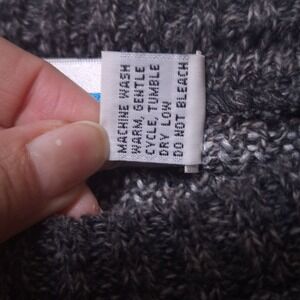 MACHINE WASH
WARM, GENTLE
CYCLE, TUMBLE
DRY LOW
DO NOT BLEACH